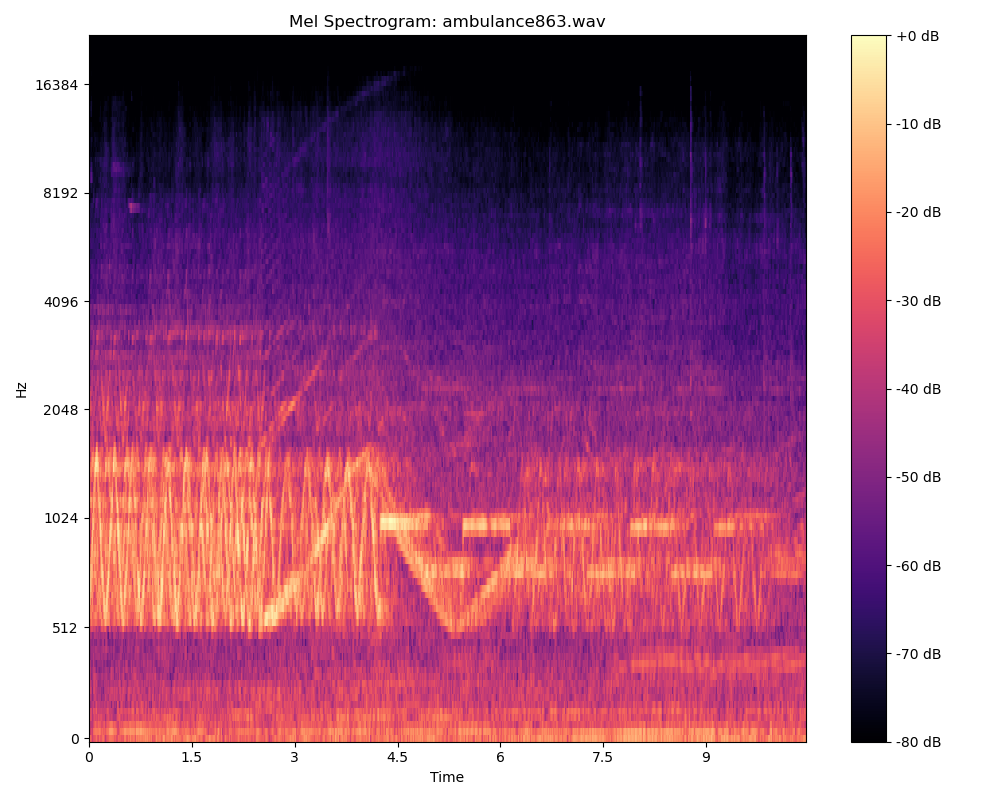 Mel Spectrogram: ambulance863.wav
+0 dB
-10 dB
-20 dB
-30 dB
-40 dB
-50 dB
-60 dB
-70 dB
-80 dB
16384
8192
4096
2048
1024
512
0
Hz
0
1.5
3
4.5
6
7.5
9
Time